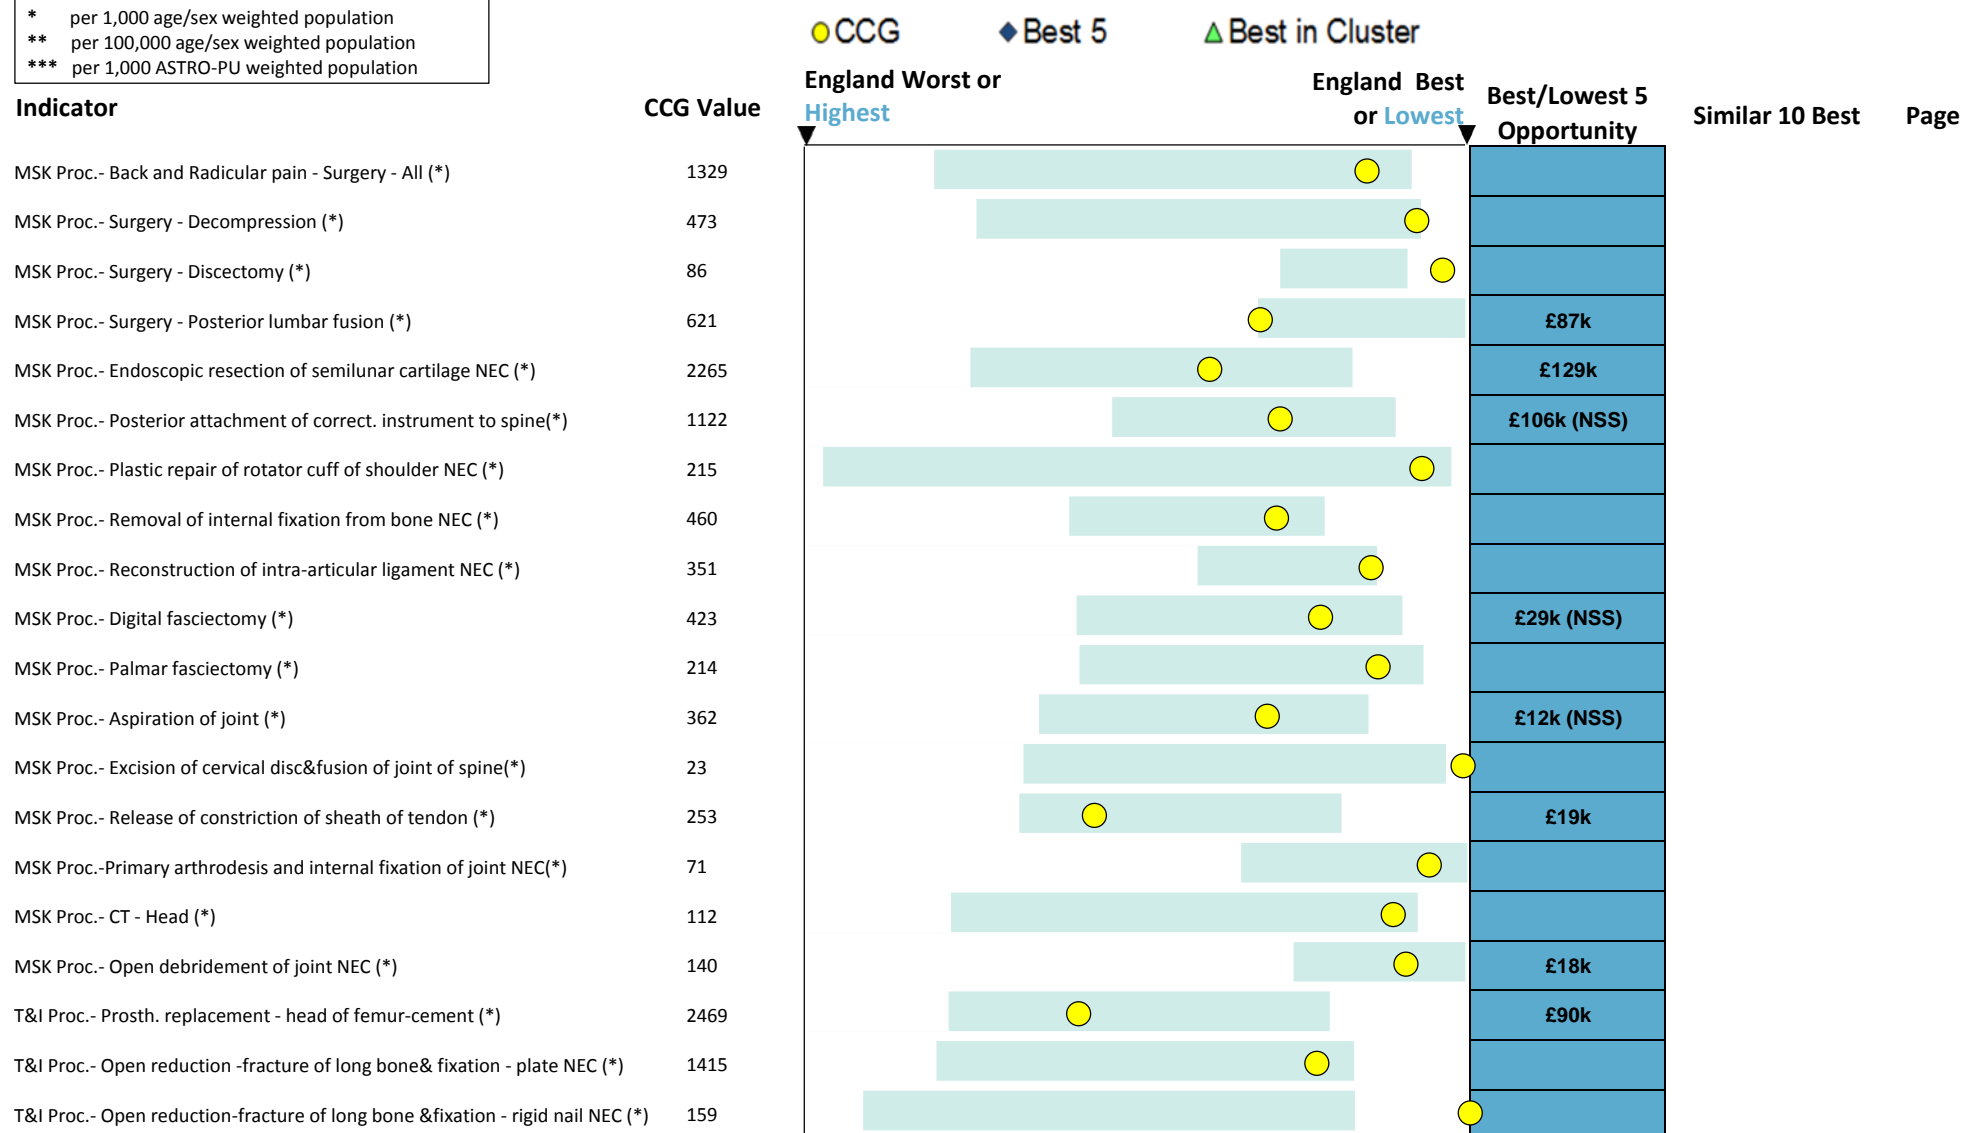 * per 1,000 age/sex weighted population
** per 100,000 age/sex weighted population
*** per 1,000 ASTRO-PU weighted population
CCG Best 5 Best in Cluster
Indicator CCG Value England Worst or Highest England Best or Lowest Best/Lowest 5 Opportunity Similar 10 Best Page
MSK Proc.- Back and Radicular pain - Surgery - All (*) 1329
MSK Proc.- Surgery - Decompression (*) 473
MSK Proc.- Surgery - Discectomy (*) 86
MSK Proc.- Surgery - Posterior lumbar fusion (*) 621 £87k
MSK Proc.- Endoscopic resection of semilunar cartilage NEC (*) 2265 £129k
MSK Proc.- Posterior attachment of correct. instrument to spine(*) 1122 £106k (NSS)
MSK Proc.- Plastic repair of rotator cuff of shoulder NEC (*) 215
MSK Proc.- Removal of internal fixation from bone NEC (*) 460
MSK Proc.- Reconstruction of intra-articular ligament NEC (*) 351
MSK Proc.- Digital fasciectomy (*) 423 £29k (NSS)
MSK Proc.- Palmar fasciectomy (*) 214
MSK Proc.- Aspiration of joint (*) 362 £12k (NSS)
MSK Proc.- Excision of cervical disc&fusion of joint of spine(*) 23
MSK Proc.- Release of constriction of sheath of tendon (*) 253 £19k
MSK Proc.-Primary arthrodesis and internal fixation of joint NEC(*) 71
MSK Proc.- CT - Head (*) 112
MSK Proc.- Open debridement of joint NEC (*) 140 £18k
T&I Proc.- Prosth. replacement - head of femur-cement (*) 2469 £90k
T&I Proc.- Open reduction -fracture of long bone& fixation - plate NEC (*) 1415
T&I Proc.- Open reduction-fracture of long bone &fixation - rigid nail NEC (*) 159